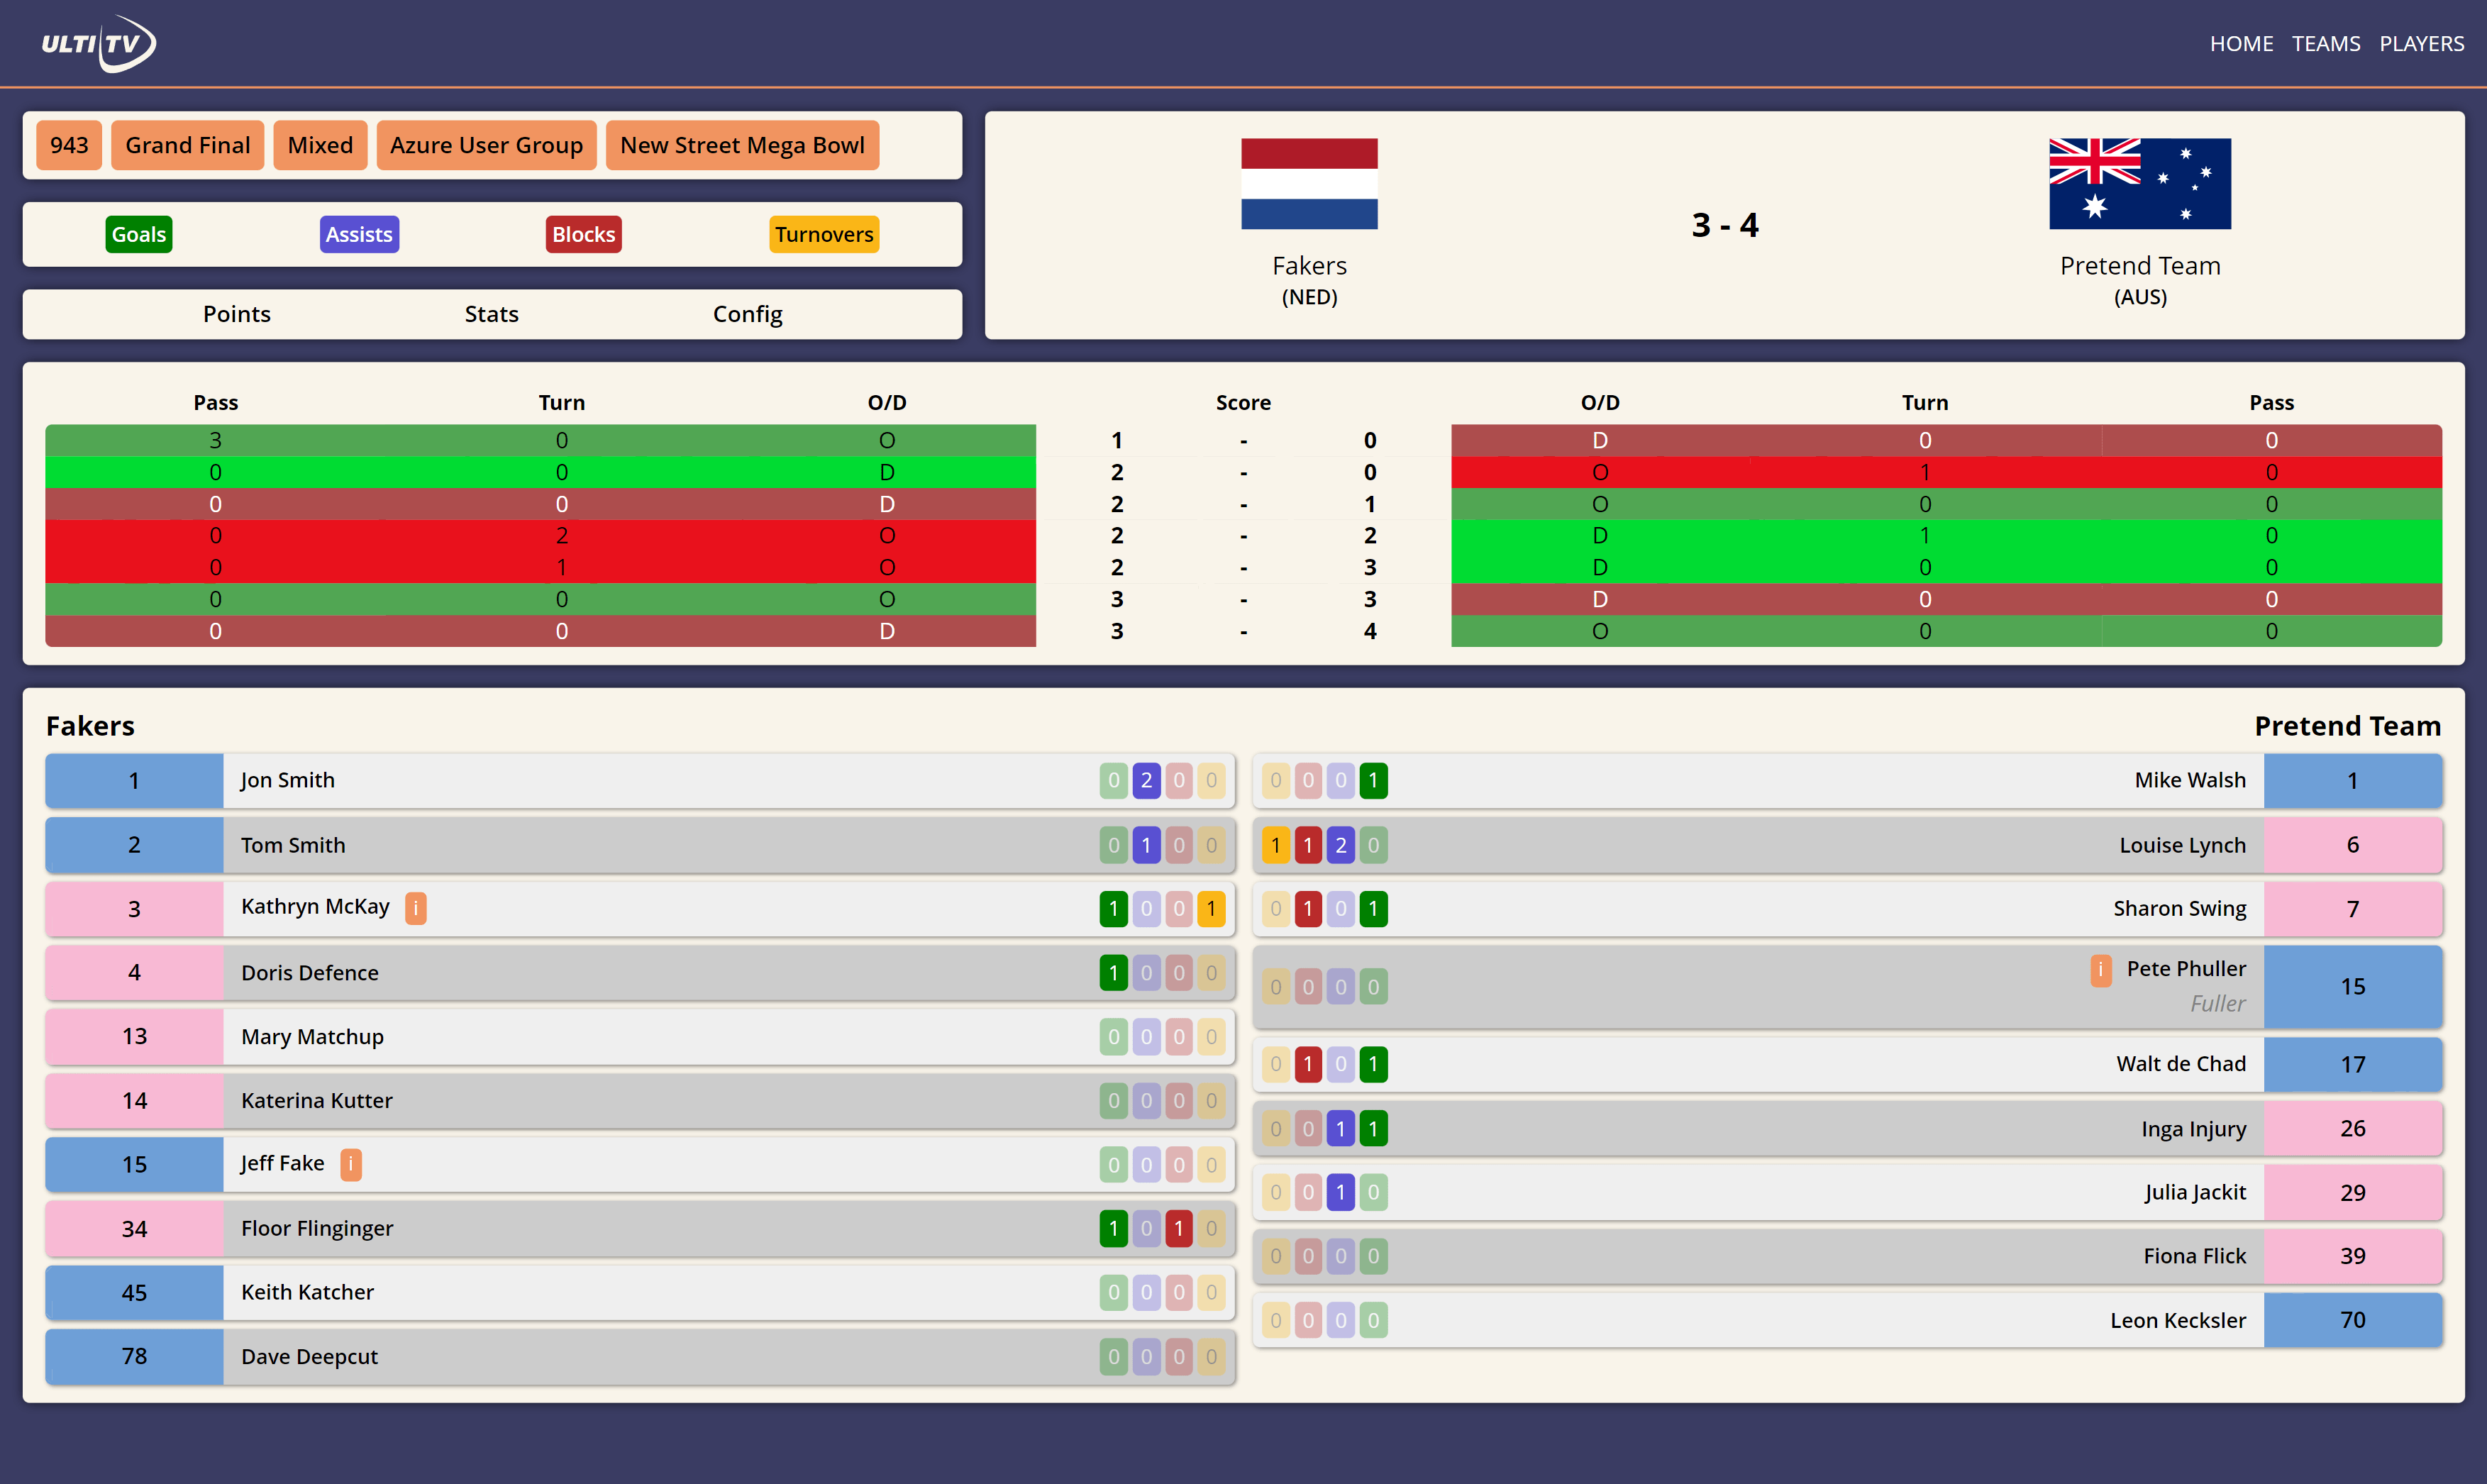 ULTI TV
HOME TEAMS PLAYERS
943 Grand Final Mixed Azure User Group New Street Mega Bowl
Goals Assists Blocks Turnovers
Points Stats Config
3 - 4
Fakers
(NED)
Pretend Team
(AUS)
Pass Turn O/D Score O/D Turn Pass
3 0 O 1 - 0 D 0 0
0 0 D 2 - 0 O 1 0
0 0 D 2 - 1 O 0 0
0 2 O 2 - 2 D 1 0
0 1 O 2 - 3 D 0 0
0 0 O 3 - 3 D 0 0
0 0 D 3 - 4 O 0 0
Fakers
1 Jon Smith 0 2 0 0
2 Tom Smith 0 1 0 0
3 Kathryn McKay i 1 0 0 1
4 Doris Defence 1 0 0 0
13 Mary Matchup 0 0 0 0
14 Katerina Kutter 0 0 0 0
15 Jeff Fake i 0 0 0 0
34 Floor Flinginger 1 0 1 0
45 Keith Katcher 0 0 0 0
78 Dave Deepcut 0 0 0 0
Pretend Team
0 0 0 1 Mike Walsh 1
1 1 2 0 Louise Lynch 6
0 1 0 1 Sharon Swing 7
0 0 0 0 i Pete Phuller 15
Fuller
0 1 0 1 Walt de Chad 17
0 0 1 1 Inga Injury 26
0 0 1 0 Julia Jackit 29
0 0 0 0 Fiona Flick 39
0 0 0 0 Leon Kecksler 70